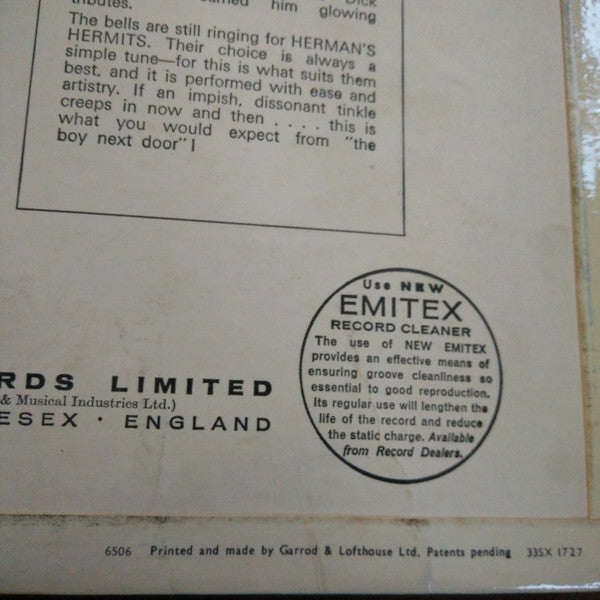 Dick
tributes. him glowing
The bells are still ringing for HERMAN'S
HERMITS. Their choice is always a
simple tune—for this is what suits them
best, and it is performed with ease and
artistry. If an impish, dissonant tinkle
creeps in now and then . . . . this is
what you would expect from "the
boy next door"!
Use NEW
EMITEX
RECORD CLEANER
The use of NEW EMITEX
provides an effective means of
ensuring groove cleanliness so
essential to good reproduction.
Its regular use will lengthen the
life of the record and reduce
the static charge. Available
from Record Dealers.
RDS LIMITED
& Musical Industries Ltd.)
ESEX · ENGLAND
6506 Printed and made by Garrod & Lofthouse Ltd. Patents pending 33SX 1727